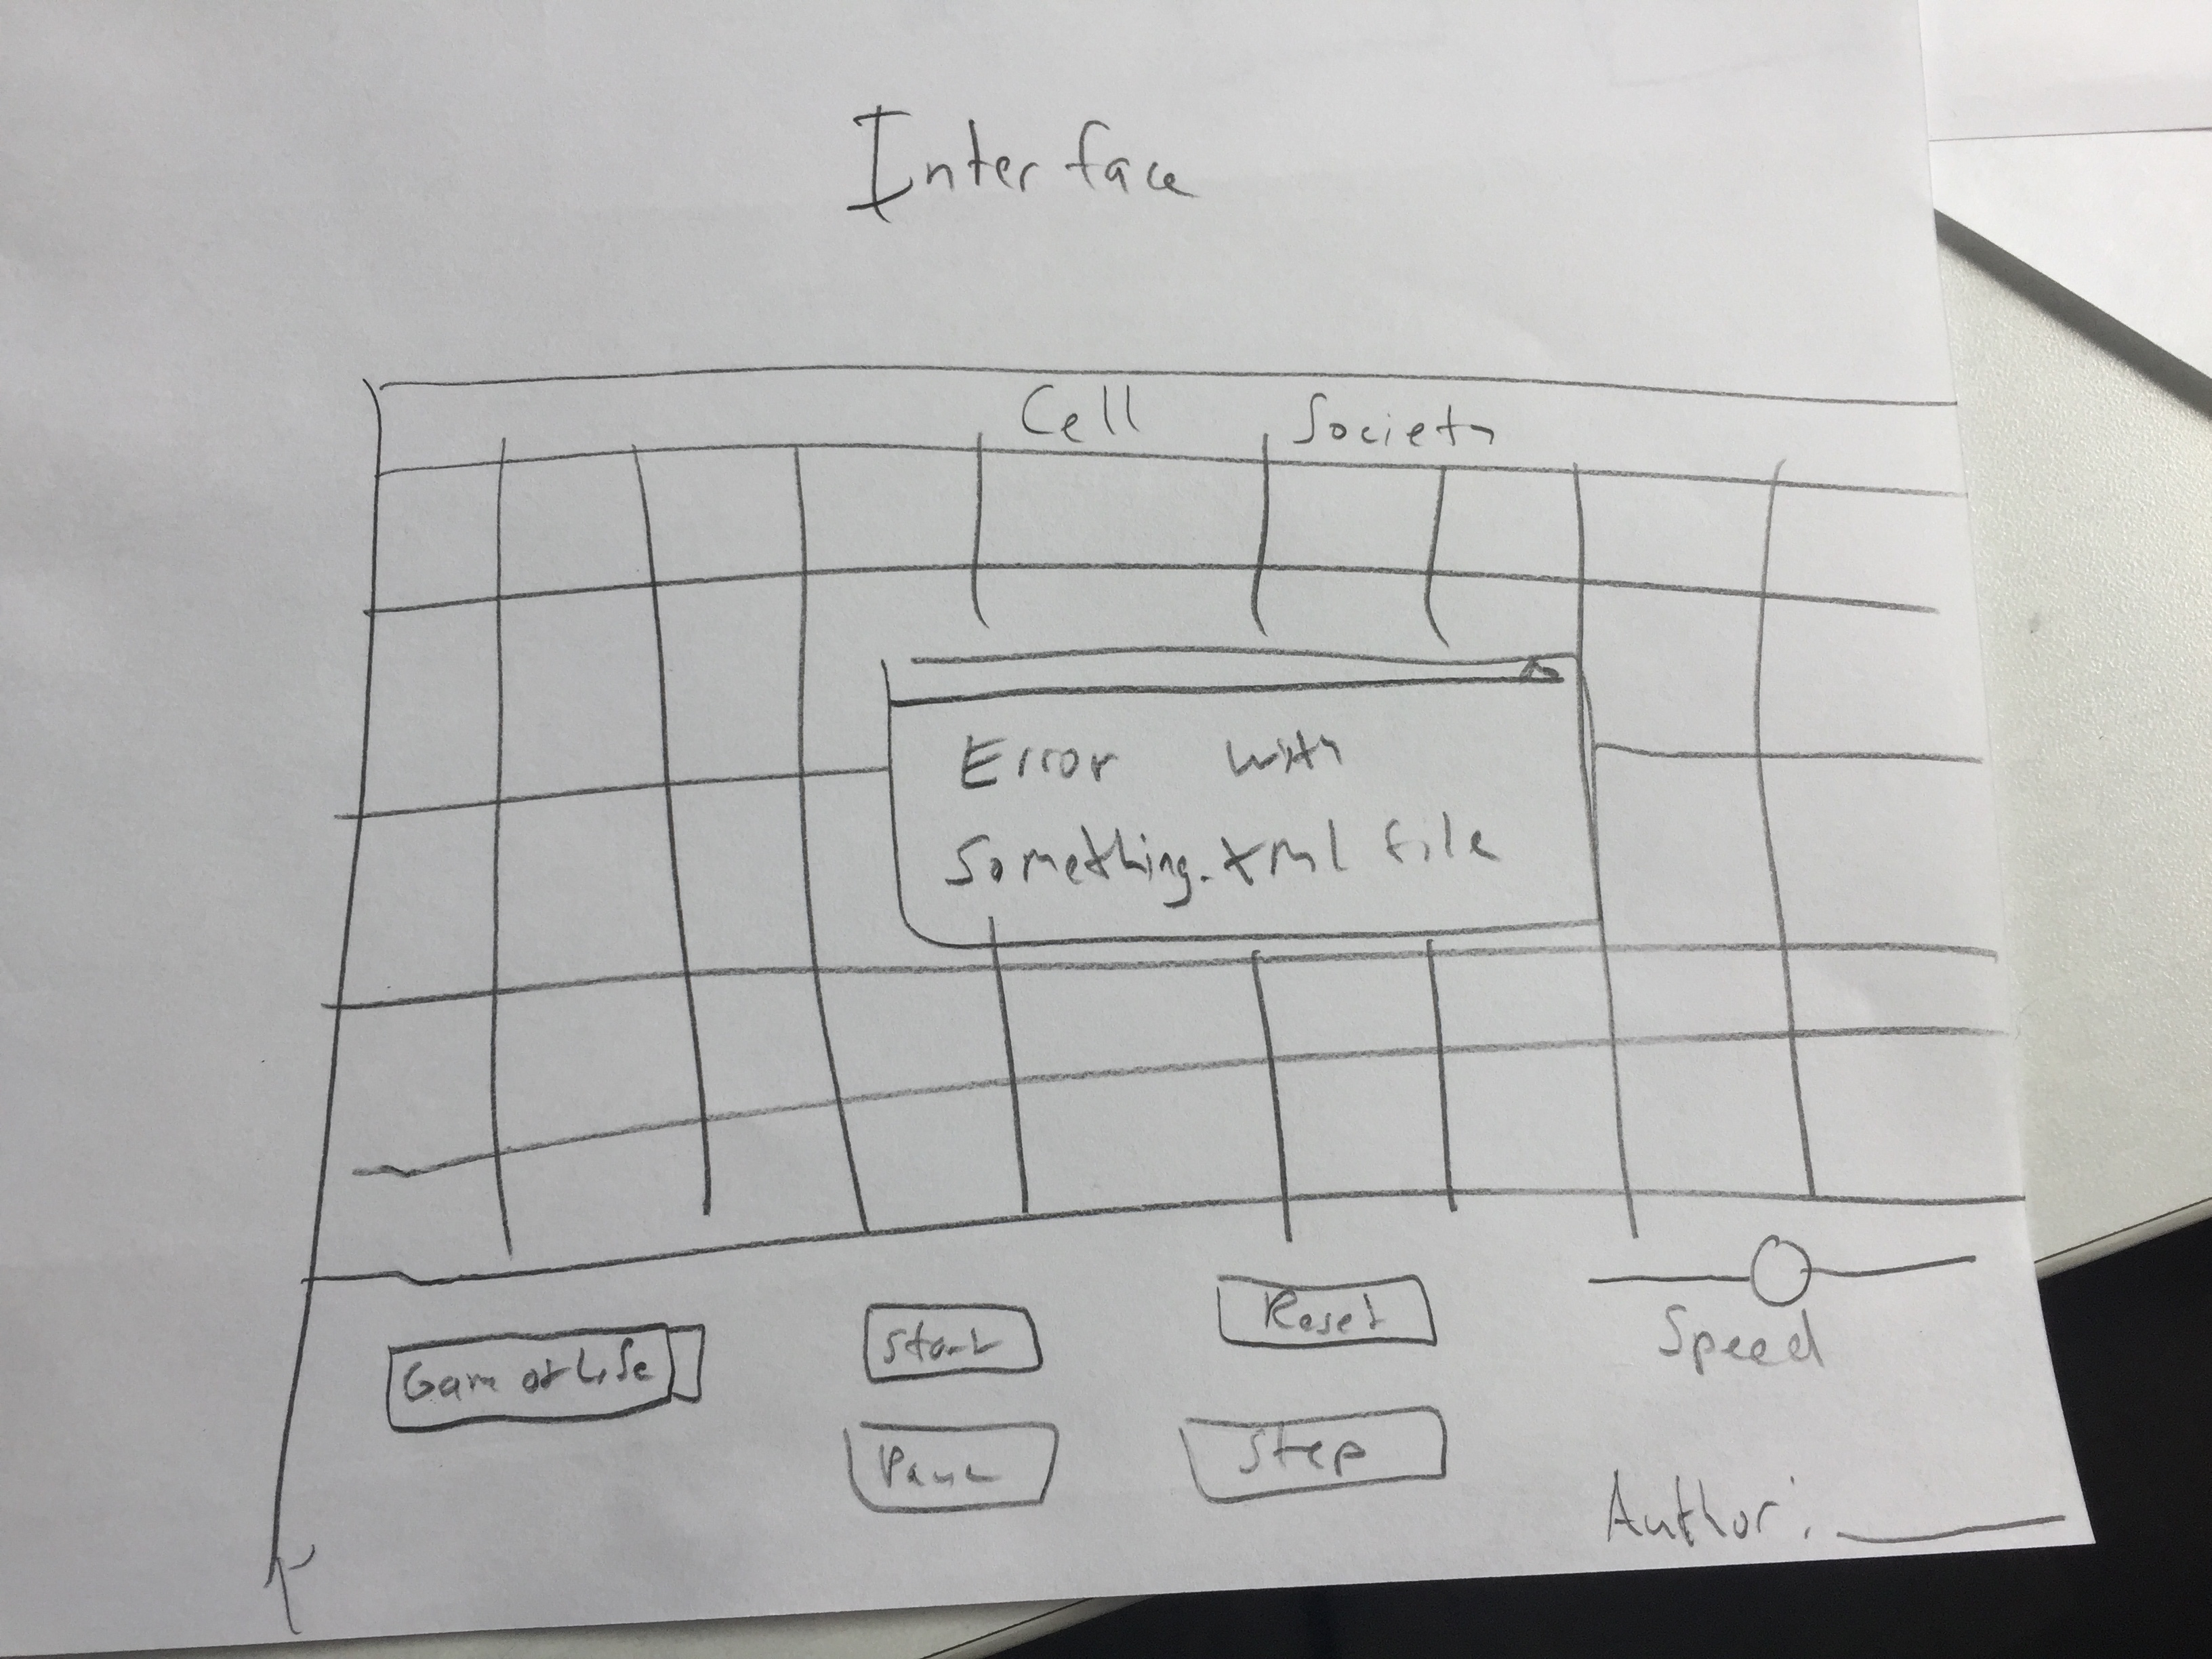 Interface
Cell Society
Error with
Something.xml file
Game of Life
Start
Reset
Speed
Pause
Step
Author: